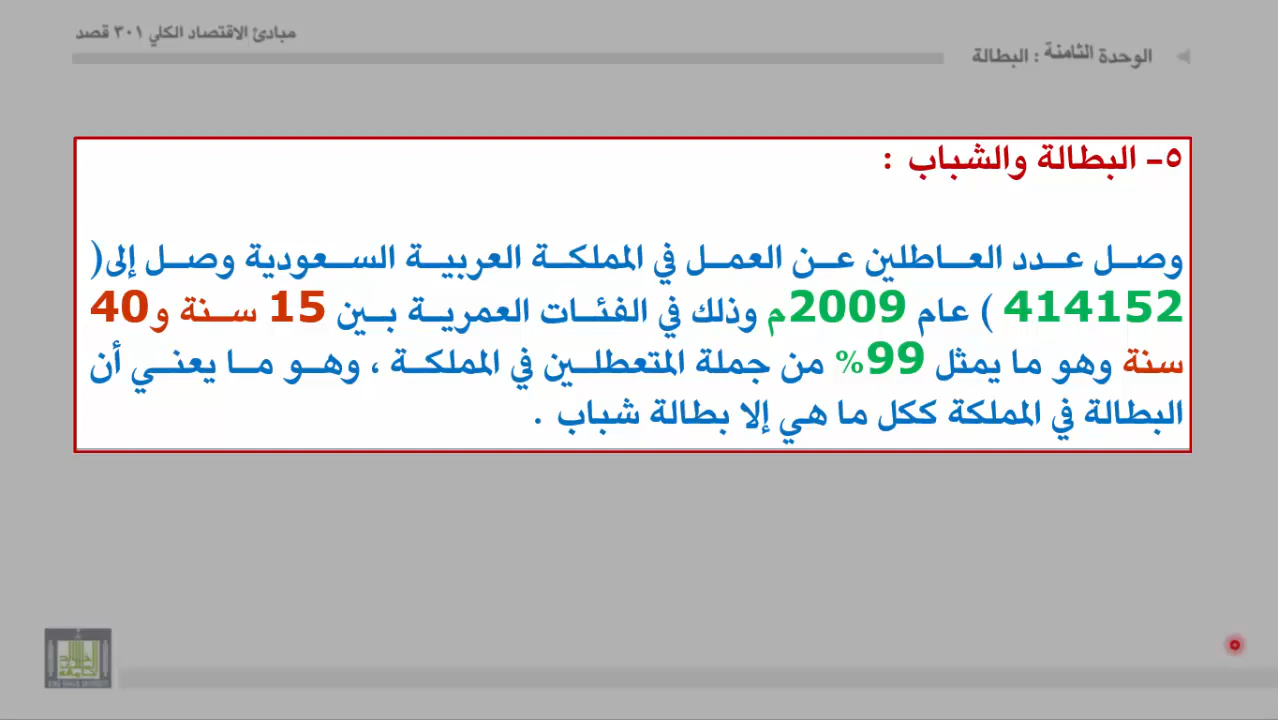 مبادئ الاقتصاد الكلي ٣٠١ قصد
الوحدة الثامنة : البطالة
٥- البطالة والشباب :
وصل عدد العاطلين عن العمل في المملكة العربية السعودية وصل إلى(
414152 ) عام 2009م وذلك في الفئات العمرية بين 15 سنة و40
سنة وهو ما يمثل 99% من جملة المتعطلين في المملكة ، وهو ما يعني أن
البطالة في المملكة ككل ما هي إلا بطالة شباب .